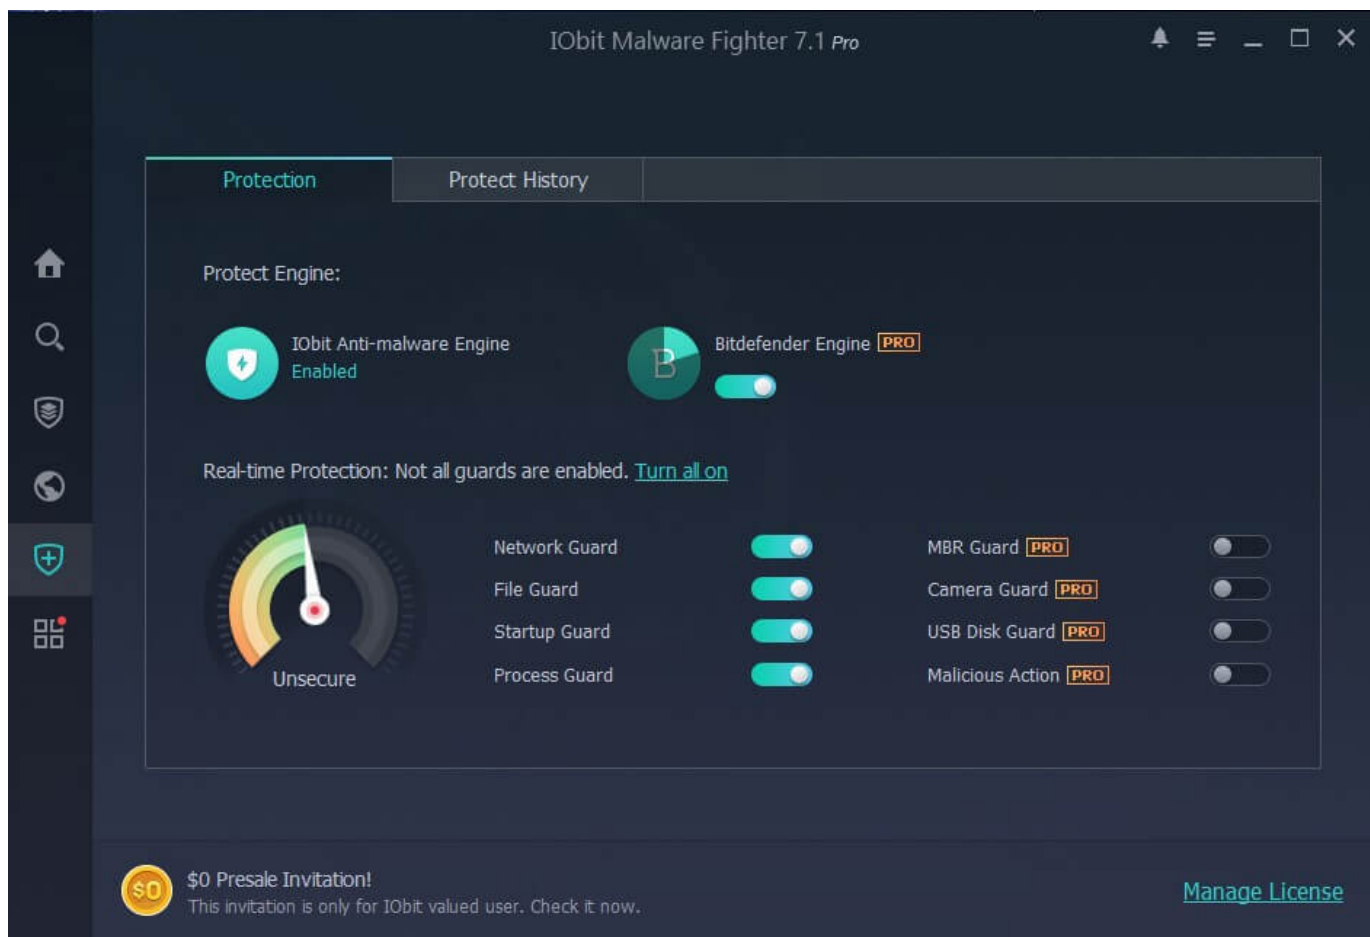 IObit Malware Fighter 7.1 Pro
Protection
Protect History
Protect Engine:
IObit Anti-malware Engine
Enabled
B
Bitdefender Engine PRO
Real-time Protection: Not all guards are enabled. Turn all on
Unsecure
Network Guard
File Guard
Startup Guard
Process Guard
MBR Guard PRO
Camera Guard PRO
USB Disk Guard PRO
Malicious Action PRO
$0
$0 Presale Invitation!
This invitation is only for IObit valued user. Check it now.
Manage License